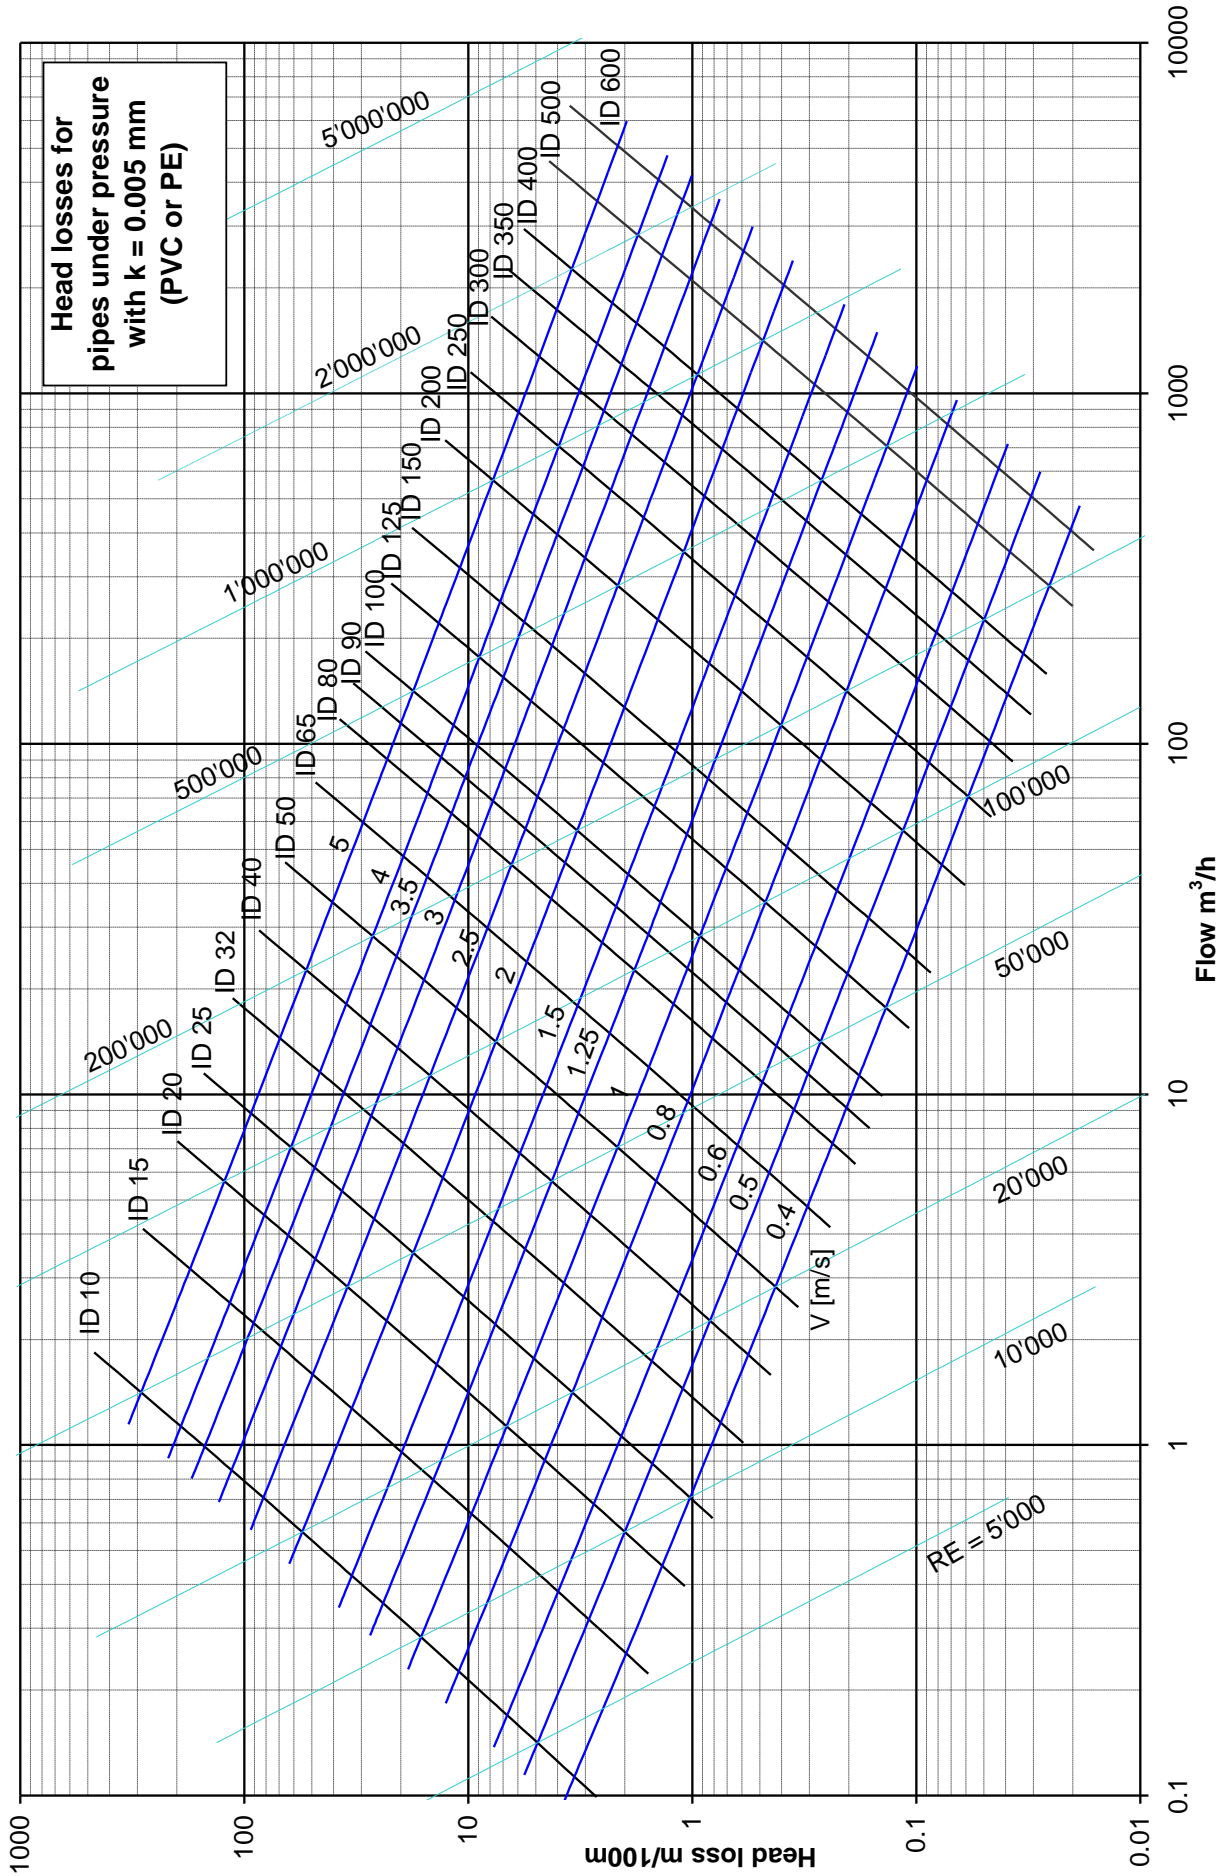 Head losses for
pipes under pressure
with k = 0.005 mm
(PVC or PE)
1000
100
10
1
0.1
0.01
Head loss m/100m
0.1
1
10
100
1000
10000
Flow m³/h
ID 10
ID 15
ID 20
ID 25
ID 32
ID 40
ID 50
ID 65
ID 80
ID 90
ID 100
ID 125
ID 150
ID 200
ID 250
ID 300
ID 350
ID 400
ID 500
ID 600
5
4
3.5
3
2.5
2
1.5
1.25
1
0.8
0.6
0.5
0.4
V [m/s]
RE = 5'000
10'000
20'000
50'000
100'000
200'000
500'000
1'000'000
2'000'000
5'000'000